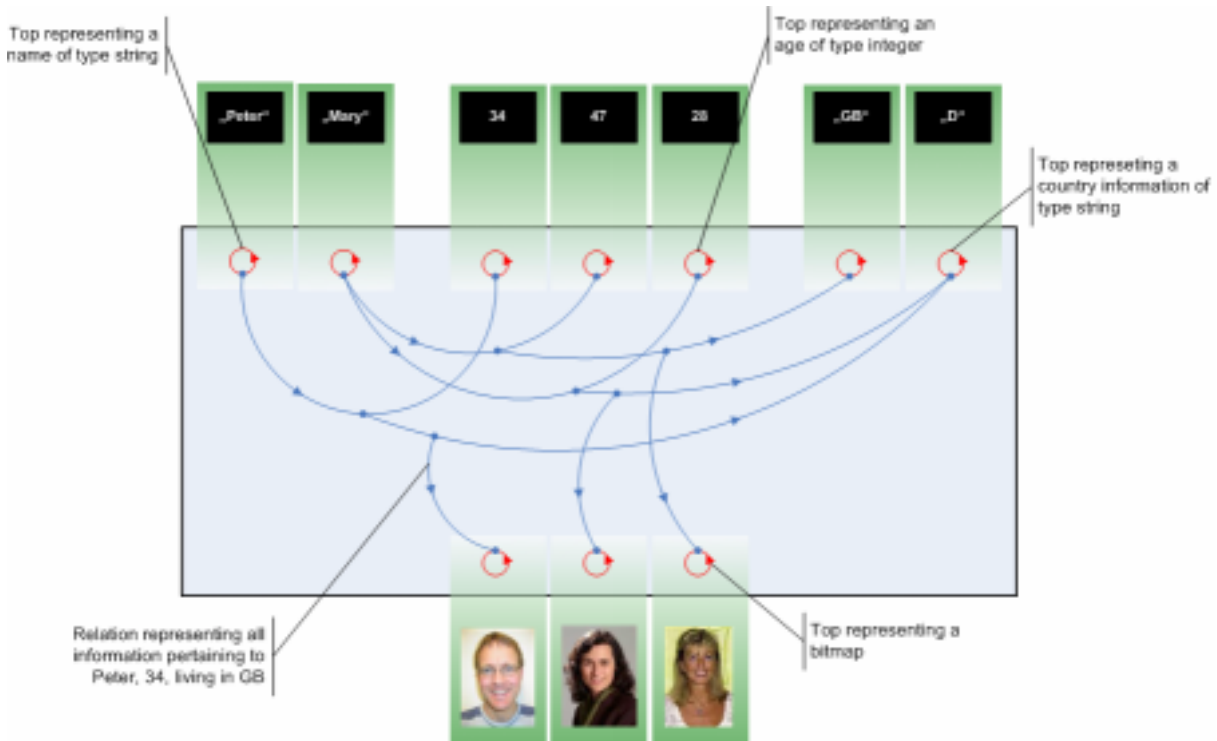 Top representing a
name of type string
Top representing an
age of type integer
„Peter“
„Mary“
34
47
28
„GB“
„D“
Top represeting a
country information of
type string
Relation representing all
information pertaining to
Peter, 34, living in GB
Top representing a
bitmap